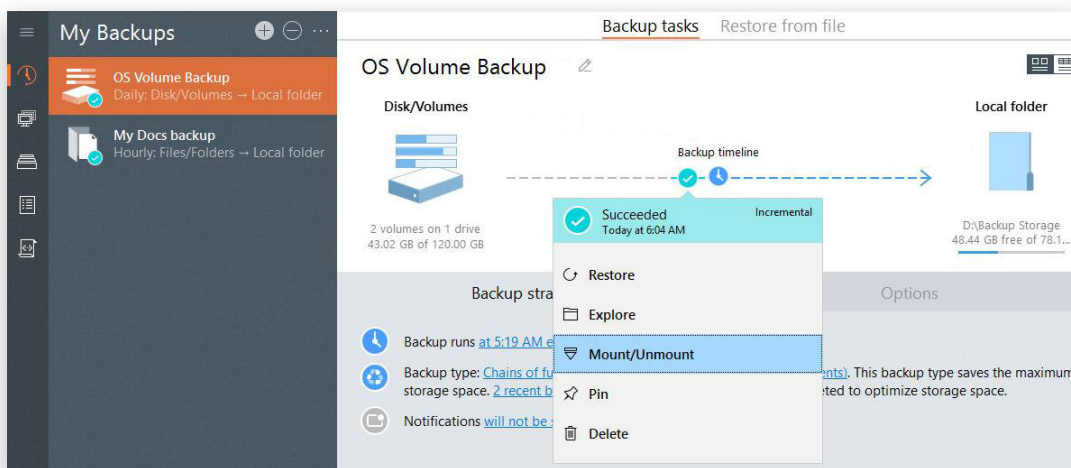 My Backups
Backup tasks Restore from file
OS Volume Backup
Daily: Disk/Volumes → Local folder
My Docs backup
Hourly: Files/Folders → Local folder
OS Volume Backup
Disk/Volumes
Local folder
Backup timeline
2 volumes on 1 drive
43.02 GB of 120.00 GB
D:\Backup Storage
48.44 GB free of 78.1...
Succeeded
Incremental
Today at 6:04 AM
Restore
Explore
Mount/Unmount
Pin
Delete
Backup stra
Options
Backup runs at 5:19 AM e
Backup type: Chains of fu
ents). This backup type saves the maximum
storage space. 2 recent b
eted to optimize storage space.
Notifications will not be s